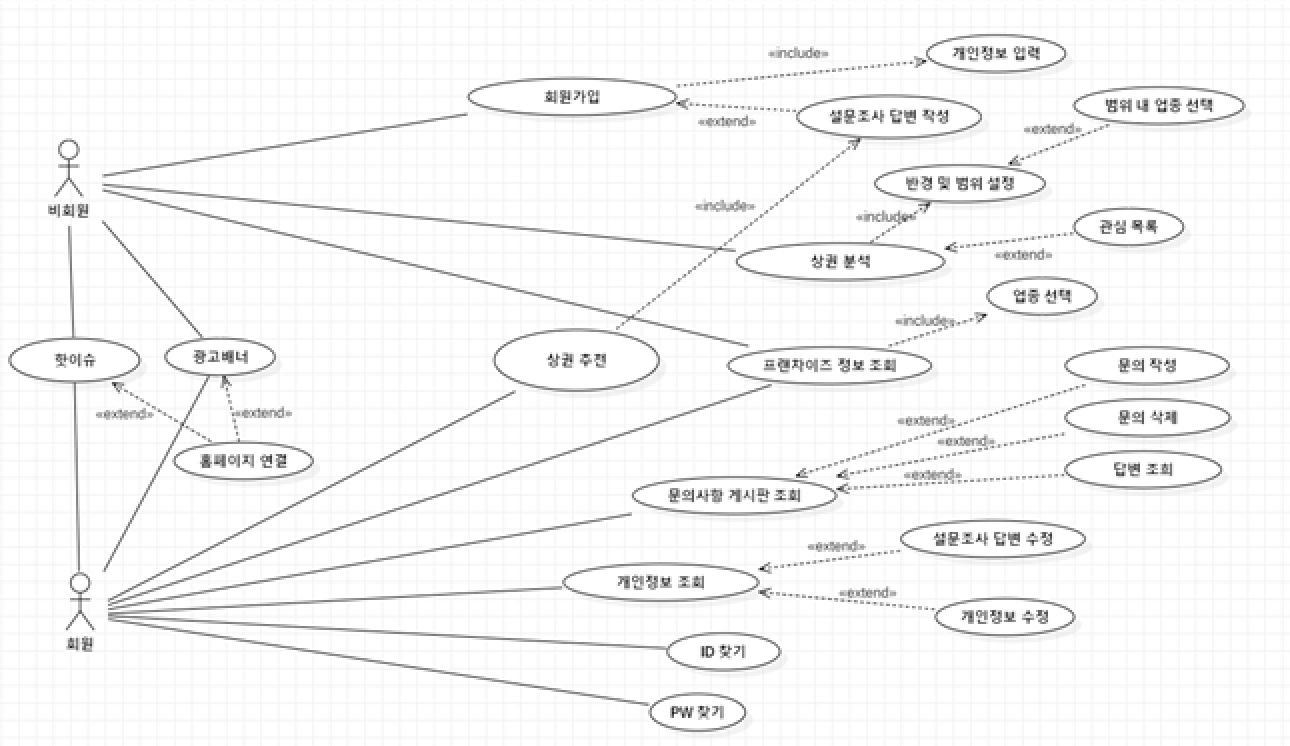 «include»
개인정보 입력
회원가입
«extend»
설문조사 답변 작성
범위 내 업종 선택
«extend»
반경 및 범위 설정
비회원
«include»
«include»
관심 목록
«extend»
상권 분석
업종 선택
«include»
핫이슈
광고배너
상권 추천
프랜차이즈 정보 조회
문의 작성
«extend»
«extend»
«extend»
문의 삭제
«extend»
홈페이지 연결
답변 조회
«extend»
문의사항 게시판 조회
설문조사 답변 수정
«extend»
개인정보 조회
«extend»
개인정보 수정
회원
ID 찾기
PW 찾기